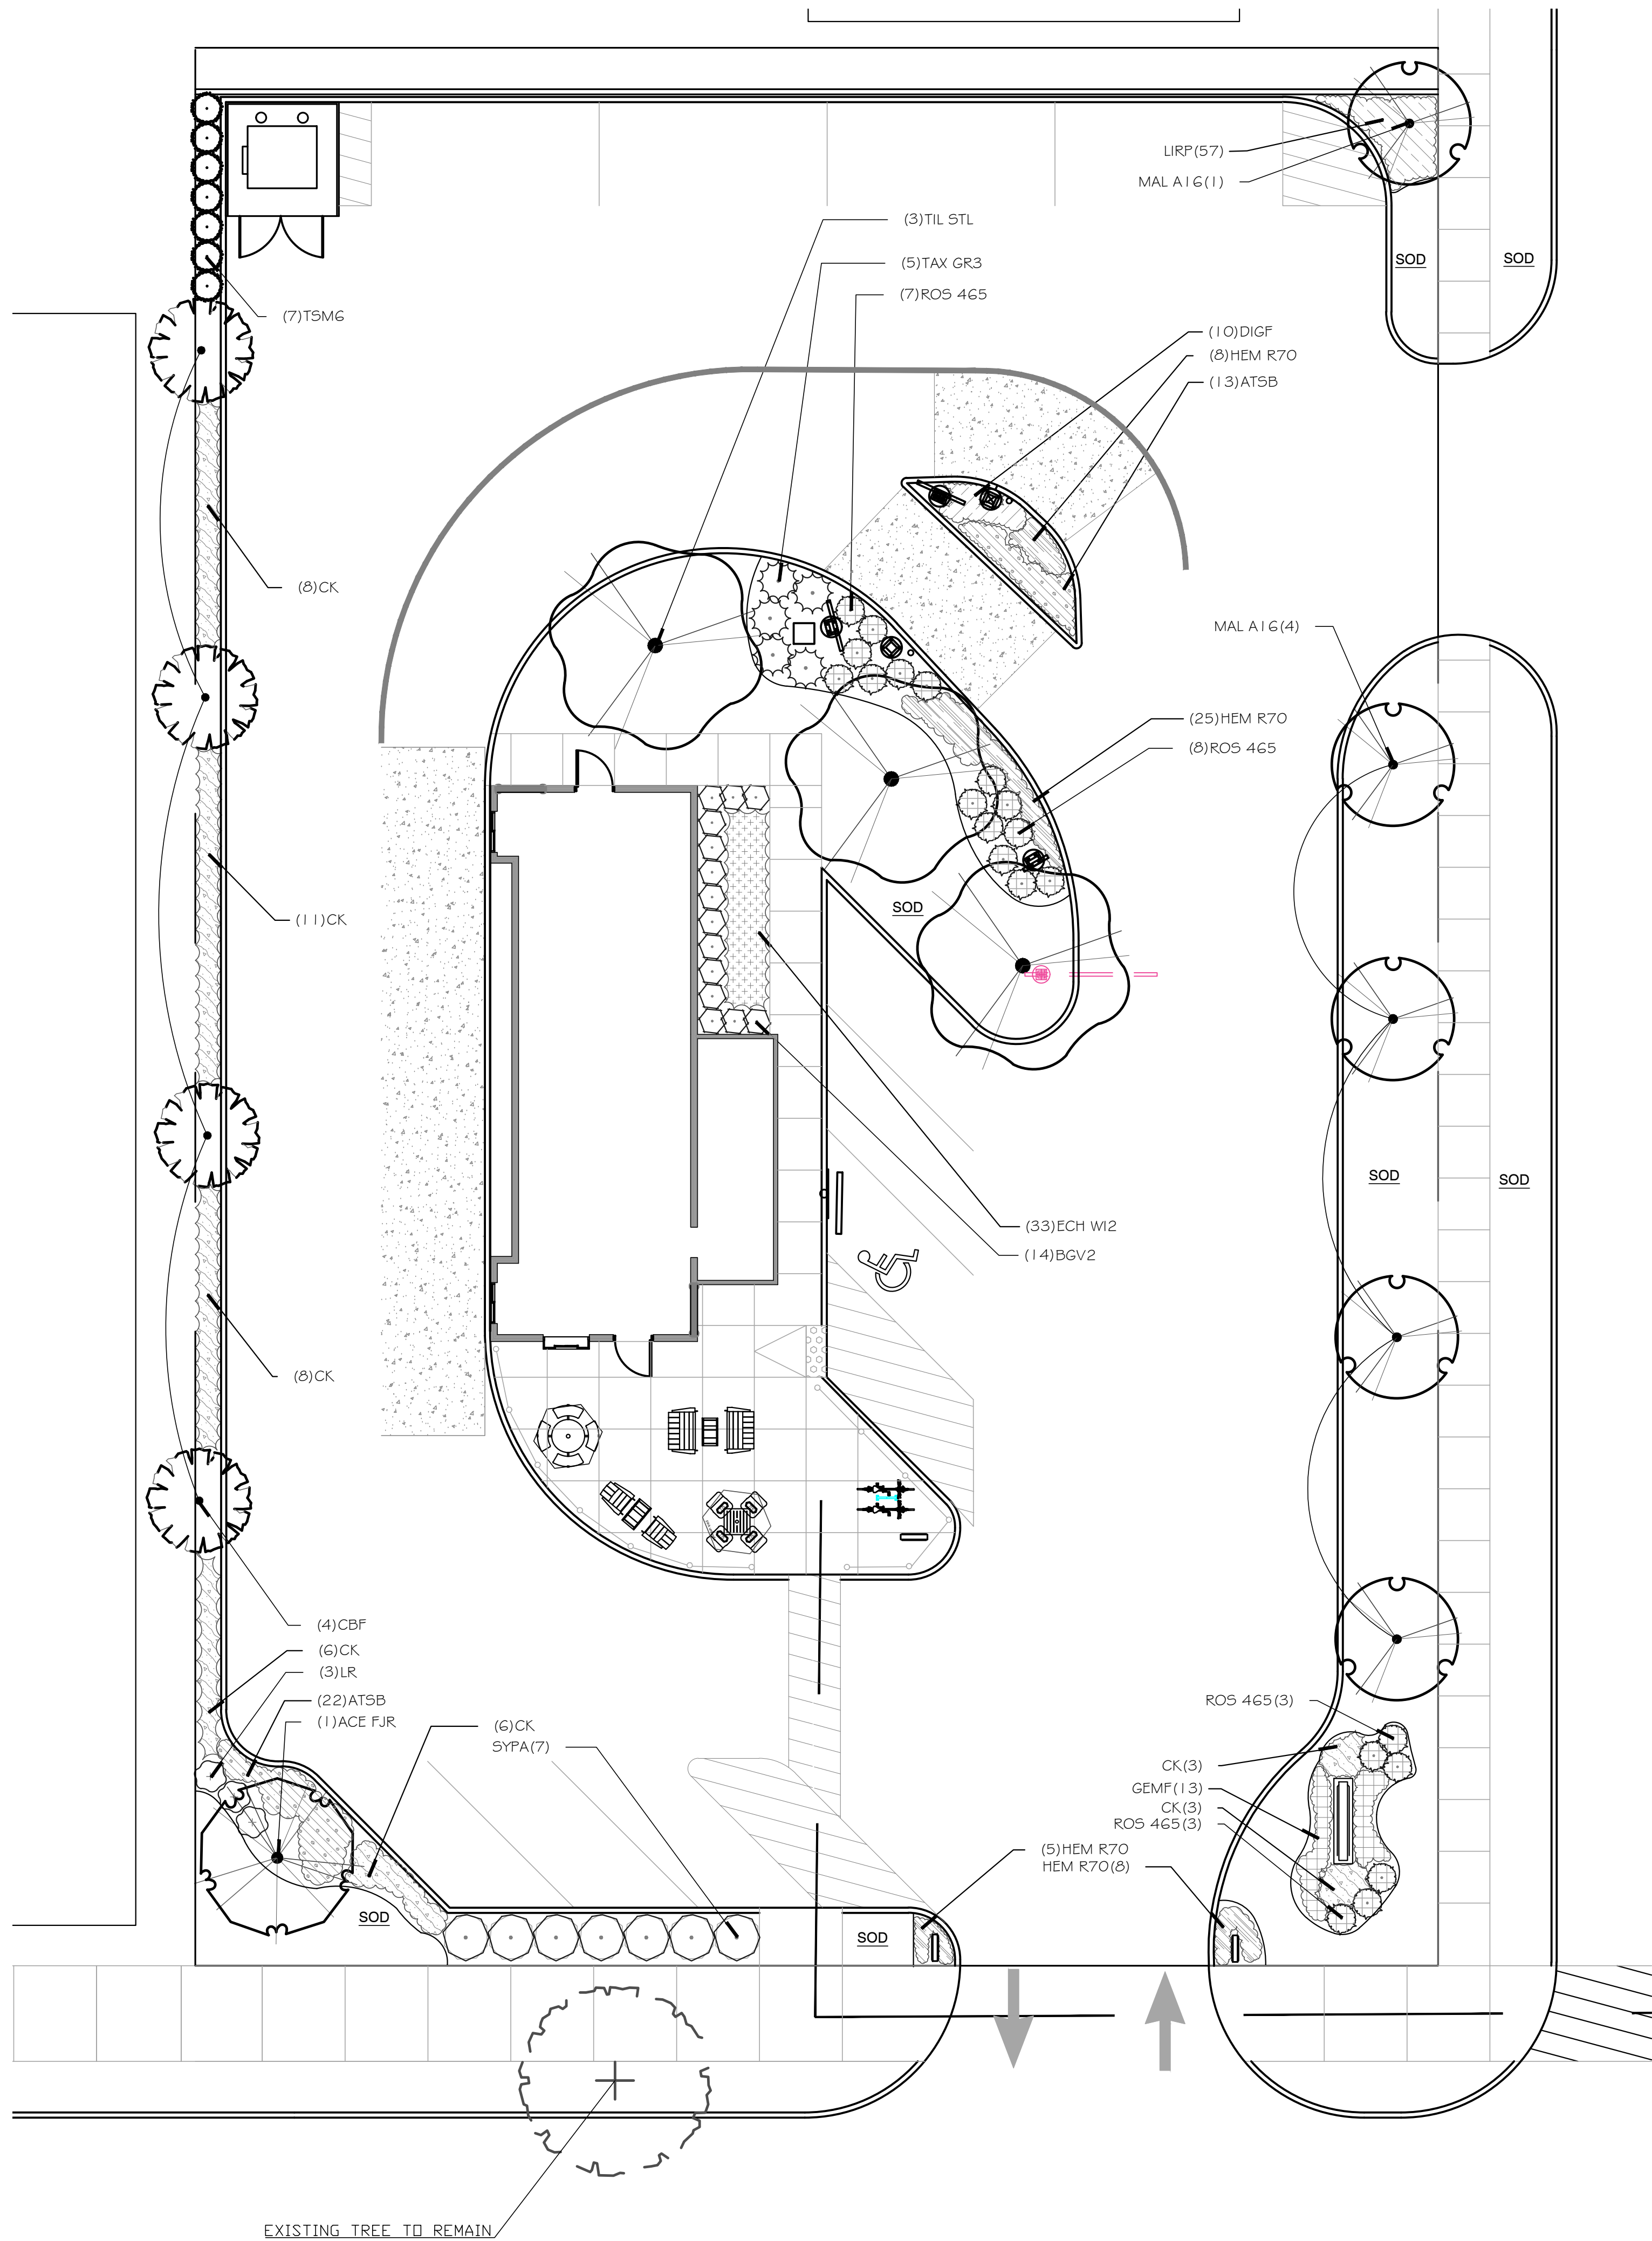 LIRP(57)
MAL A16(1)
(3)TIL STL
(5)TAX GR3
(7)ROS 465
SOD
SOD
(7)TSM6
(10)DIGF
(8)HEM R70
(13)ATSB
(8)CK
MAL A16(4)
(25)HEM R70
(8)ROS 465
SOD
(11)CK
SOD
SOD
(33)ECH WI2
(14)BGV2
(8)CK
(4)CBF
(6)CK
(3)LR
(22)ATSB
(1)ACE FJR
(6)CK
SYPA(7)
ROS 465(3)
CK(3)
GEMF(13)
CK(3)
ROS 465(3)
(5)HEM R70
HEM R70(8)
SOD
SOD
EXISTING TREE TO REMAIN